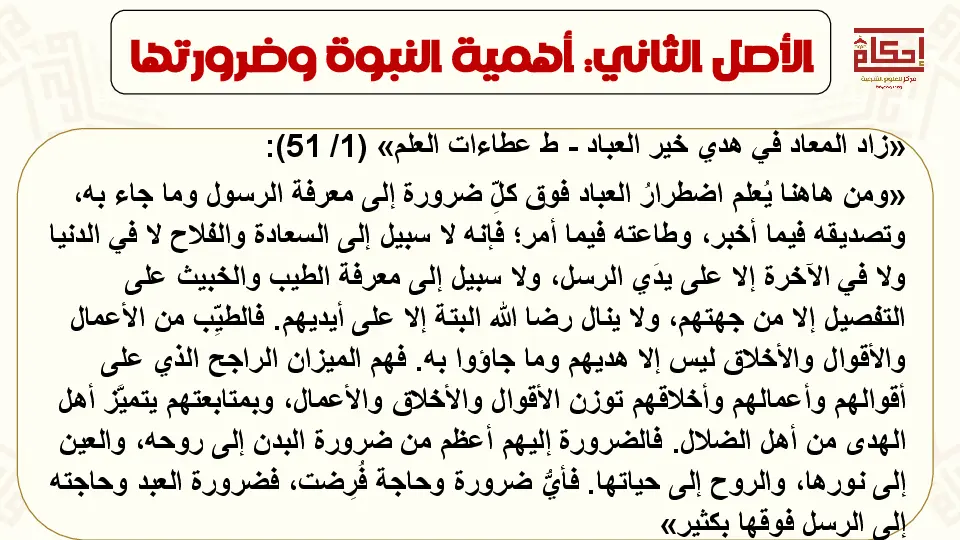 الأصل الثاني: أهمية النبوة وضرورتها
إحكام
مركز للعلوم الشرعية
«زاد المعاد في هدي خير العباد - ط عطاءات العلم» (1/ 51):
«ومن هاهنا يُعلم اضطرارُ العباد فوق كلِّ ضرورة إلى معرفة الرسول وما جاء به،
وتصديقه فيما أخبر، وطاعته فيما أمر؛ فإنه لا سبيل إلى السعادة والفلاح لا في الدنيا
ولا في الآخرة إلا على يدَي الرسل، ولا سبيل إلى معرفة الطيب والخبيث على
التفصيل إلا من جهتهم، ولا ينال رضا الله البتة إلا على أيديهم. فالطيِّب من الأعمال
والأقوال والأخلاق ليس إلا هديهم وما جاؤوا به. فهم الميزان الراجح الذي على
أقوالهم وأعمالهم وأخلاقهم توزن الأقوال والأخلاق والأعمال، وبمتابعتهم يتميَّز أهل
الهدى من أهل الضلال. فالضرورة إليهم أعظم من ضرورة البدن إلى روحه، والعين
إلى نورها، والروح إلى حياتها. فأيُّ ضرورة وحاجة فُرِضت، فضرورة العبد وحاجته
إلى الرسل فوقها بكثير»